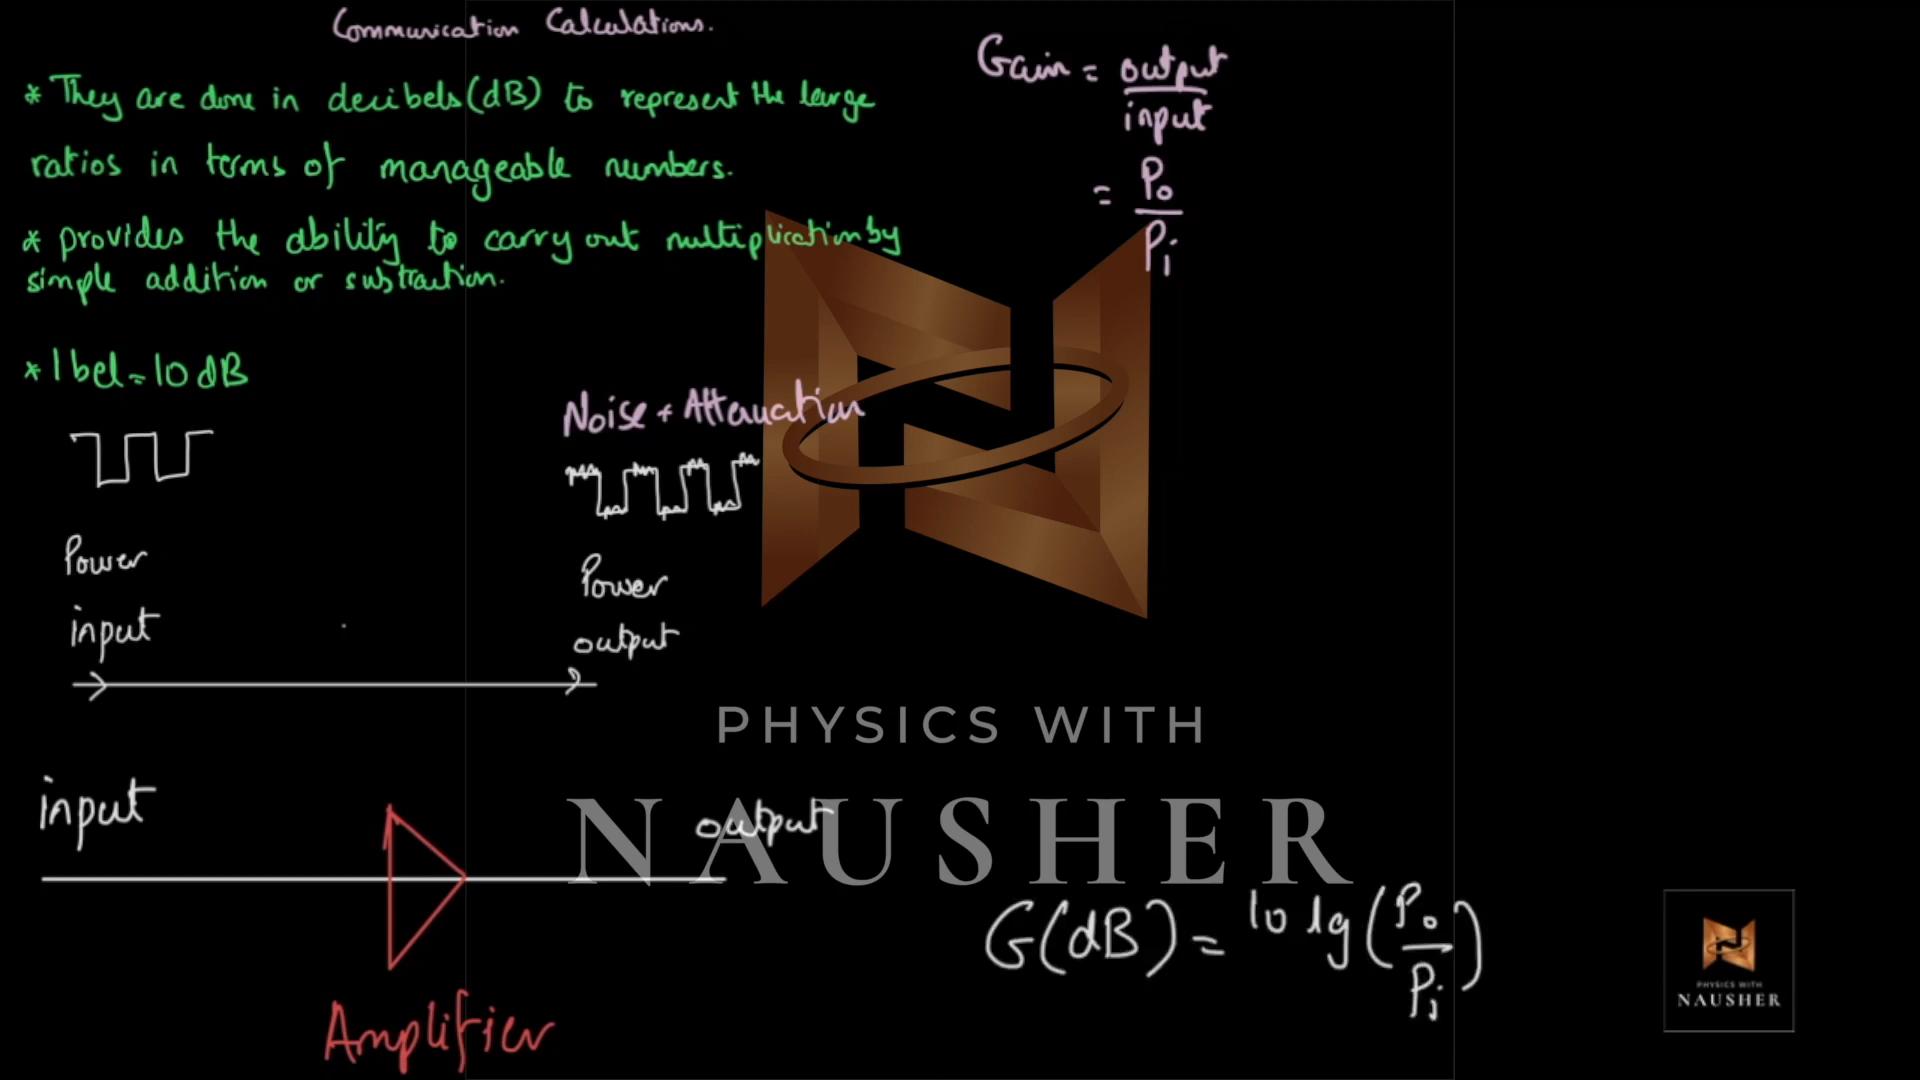 Communication Calculations.
* They are done in decibels (dB) to represent the large
ratios in terms of manageable numbers.
* provides the ability to carry out multiplication by
simple addition or subtraction.
* 1 bel = 10 dB
Gain = output
input
= Po
Pi
Noise + Attenuation
Power
input
Power
output
input
output
Amplifier
G(dB) = 10 lg (Po
Pi)
PHYSICS WITH
NAUSHER
PHYSICS WITH
NAUSHER